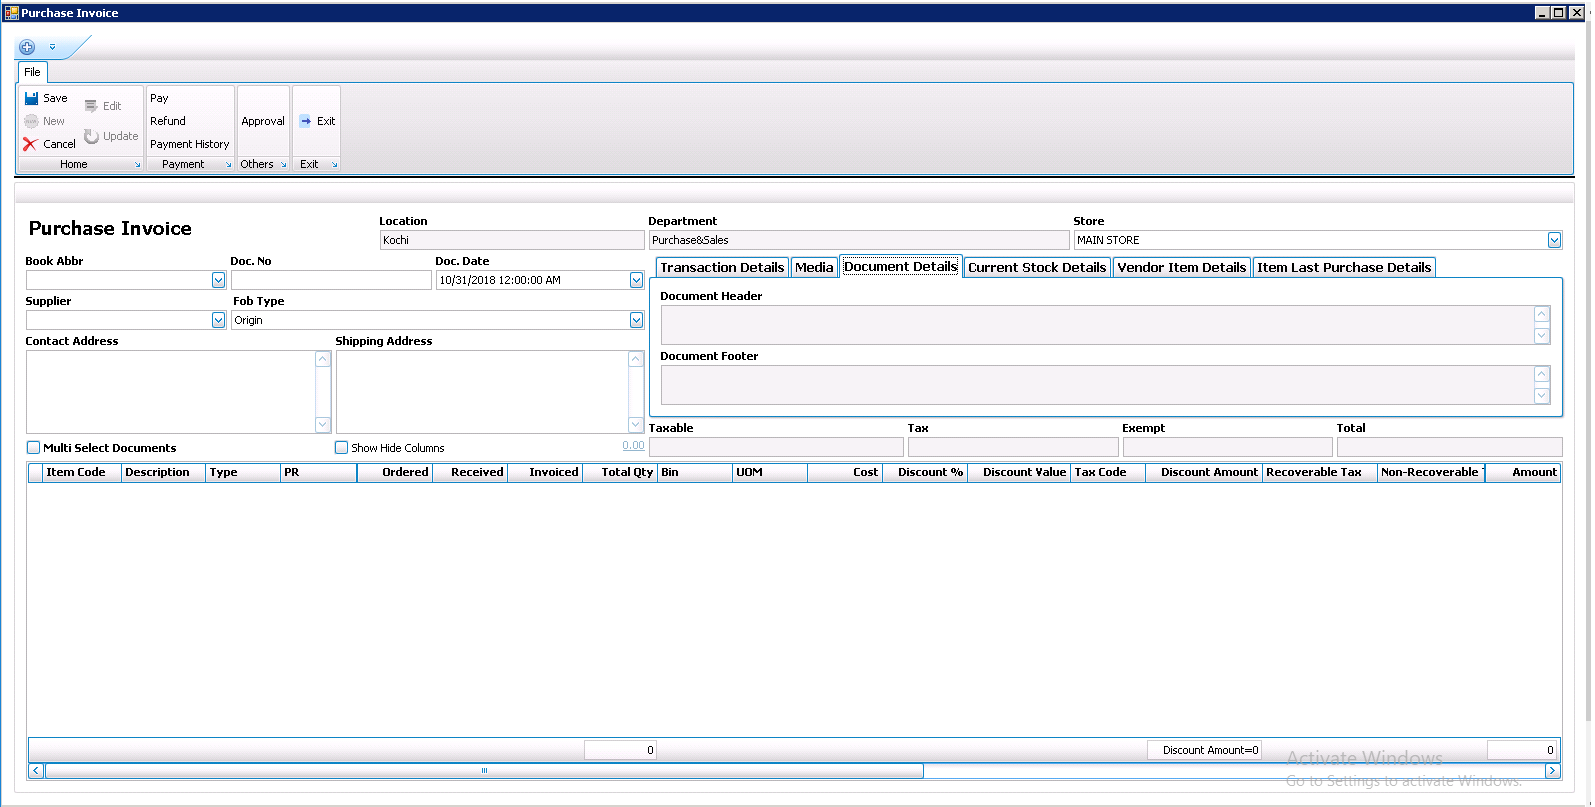 Purchase Invoice
File
Save
Edit
New
Update
Cancel
Home
Pay
Refund
Payment History
Payment
Approval
Others
Exit
Exit
Purchase Invoice
Location
Kochi
Department
Purchase&Sales
Store
MAIN STORE
Book Abbr
Doc. No
Doc. Date
10/31/2018 12:00:00 AM
Supplier
Fob Type
Origin
Contact Address
Shipping Address
Transaction Details
Media
Document Details
Current Stock Details
Vendor Item Details
Item Last Purchase Details
Document Header
Document Footer
Multi Select Documents
Show Hide Columns
0.00
Taxable
Tax
Exempt
Total
Item Code
Description
Type
PR
Ordered
Received
Invoiced
Total Qty
Bin
UOM
Cost
Discount %
Discount Value
Tax Code
Discount Amount
Recoverable Tax
Non-Recoverable
Amount
0
Discount Amount=0
0
Activate Windows
Go to Settings to activate Windows.